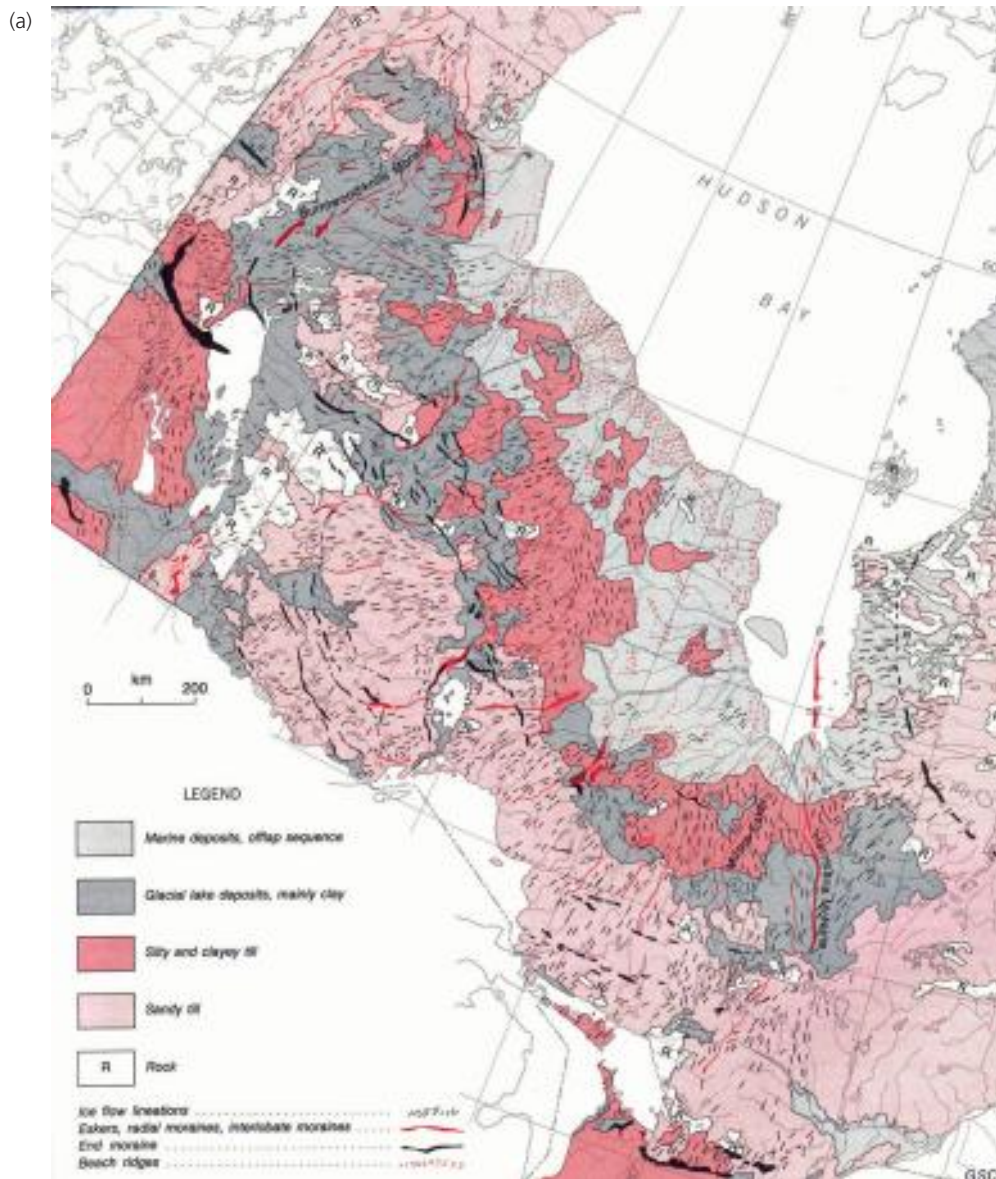 (a)
HUDSON
BAY
0 km 200
LEGEND
Marine deposits, offlap sequence
Glacial lake deposits, mainly clay
Silty and clayey till
Sandy till
R Rock
Ice flow lineations
Eskers, radial moraines, interlobate moraines
End moraine
Beach ridges
GSC